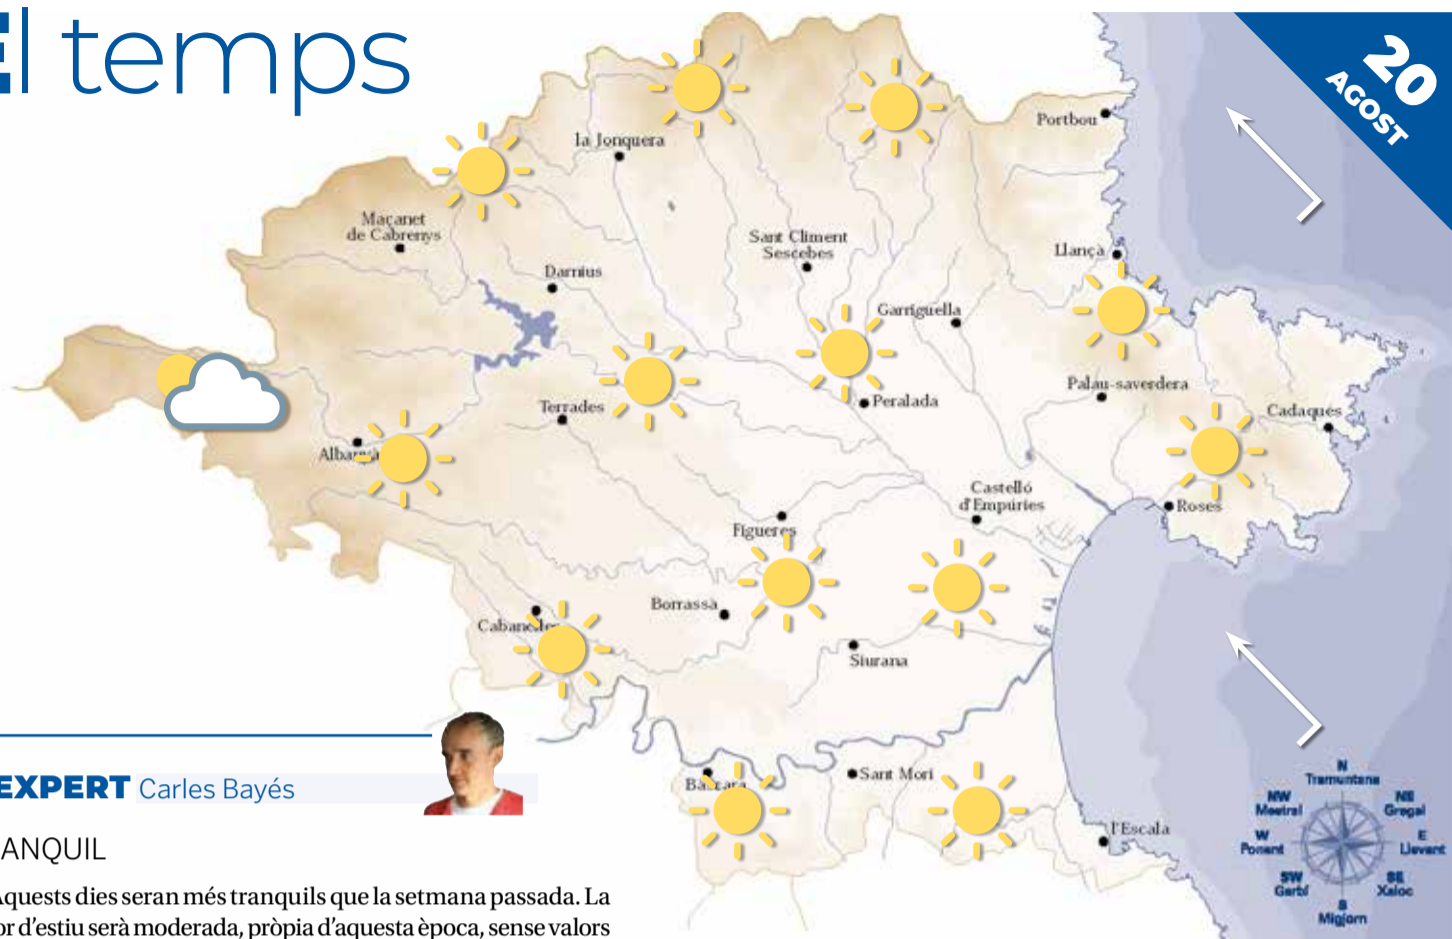 El temps
20
AGOST
Portbou
la Jonquera
Maçanet
de Cabrenys
Sant Climent
Sescebes
Llançà
Darnius
Garriguella
Palau-saverdera
Peralada
Terrades
Cadaqués
Albanyà
Castelló
d'Empúries
Roses
Figueres
Borrassà
Cabanelles
Siurana
Bàscara
Sant Mori
l'Escala
N
Tramuntana
NW
Mestral
NE
Gregal
W
Ponent
E
Llevant
SW
Garbí
SE
Xaloc
S
Migjorn
EXPERT Carles Bayés
ANQUIL
Aquests dies seran més tranquils que la setmana passada. La
or d'estiu serà moderada, pròpia d'aquesta època, sense valors